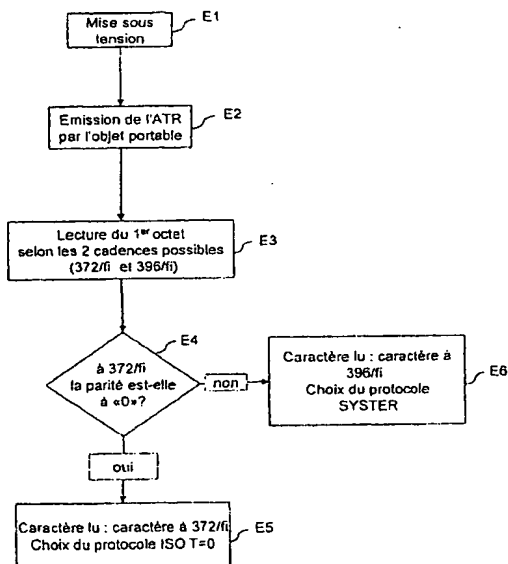 Mise sous
tension
E1
Emission de l'ATR
par l'objet portable
E2
Lecture du 1er octet
selon les 2 cadences possibles
(372/fi et 396/fi)
E3
E4
à 372/fi
la parité est-elle
à «0»?
non
Caractère lu : caractère à
396/fi
Choix du protocole
SYSTER
E6
oui
Caractère lu : caractère à 372/fi
Choix du protocole ISO T=0
E5